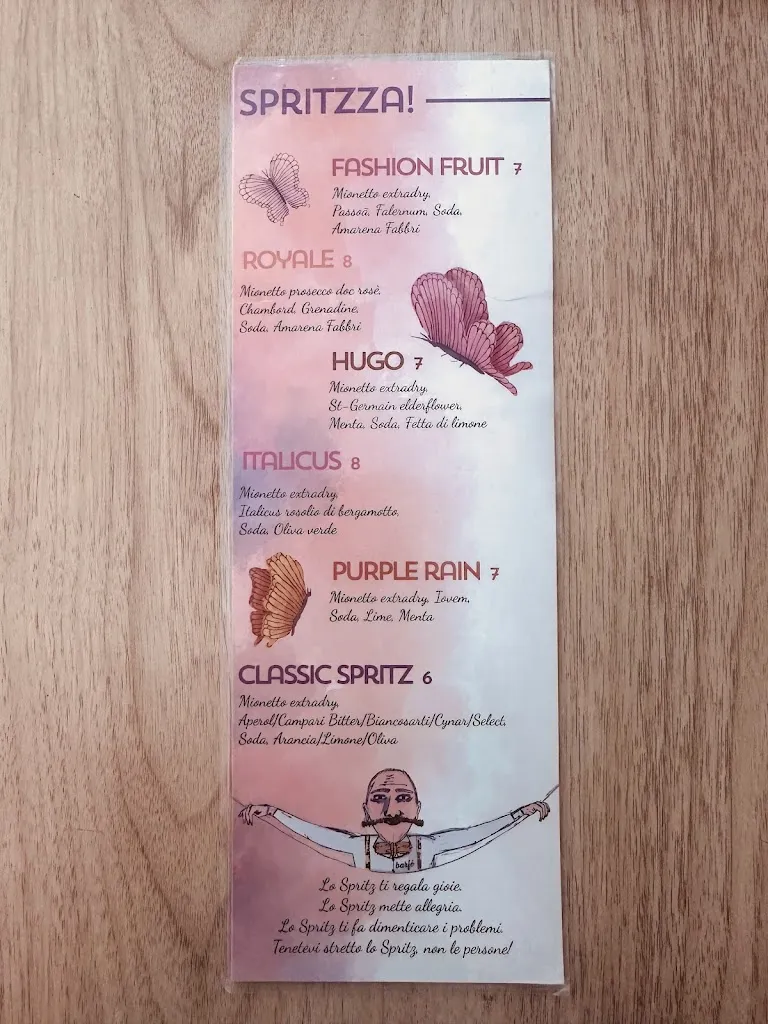 SPRITZZA!
FASHION FRUIT 7
Mionetto extradry,
Passoã, Falernum, Soda,
Amarena Fabbri
ROYALE 8
Mionetto prosecco doc rosè,
Chambord, Grenadine,
Soda, Amarena Fabbri
HUGO 7
Mionetto extradry,
St-Germain elderflower,
Menta, Soda, Fetta di limone
ITALICUS 8
Mionetto extradry,
Italicus rosolio di bergamotto,
Soda, Oliva verde
PURPLE RAIN 7
Mionetto extradry, Iovem,
Soda, Lime, Menta
CLASSIC SPRITZ 6
Mionetto extradry,
Aperol/Campari Bitter/Biancosarti/Cynar/Select,
Soda, Arancia/Limone/Oliva
barjò
Lo Spritz ti regala gioie.
Lo Spritz mette allegria.
Lo Spritz ti fa dimenticare i problemi.
Tenetevi stretto lo Spritz, non le persone!